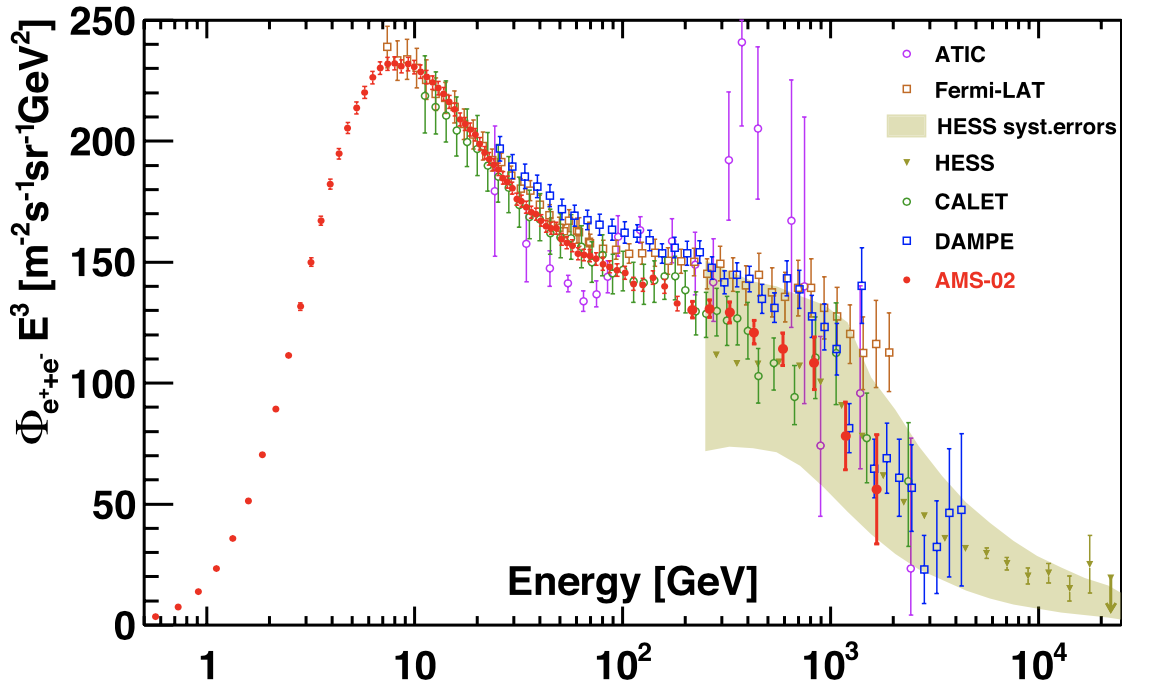 Φe⁺+e⁻ E³ [m⁻²s⁻¹sr⁻¹GeV²]
250
200
150
100
50
0
ATIC
Fermi-LAT
HESS syst.errors
HESS
CALET
DAMPE
AMS-02
Energy [GeV]
1
10
10²
10³
10⁴